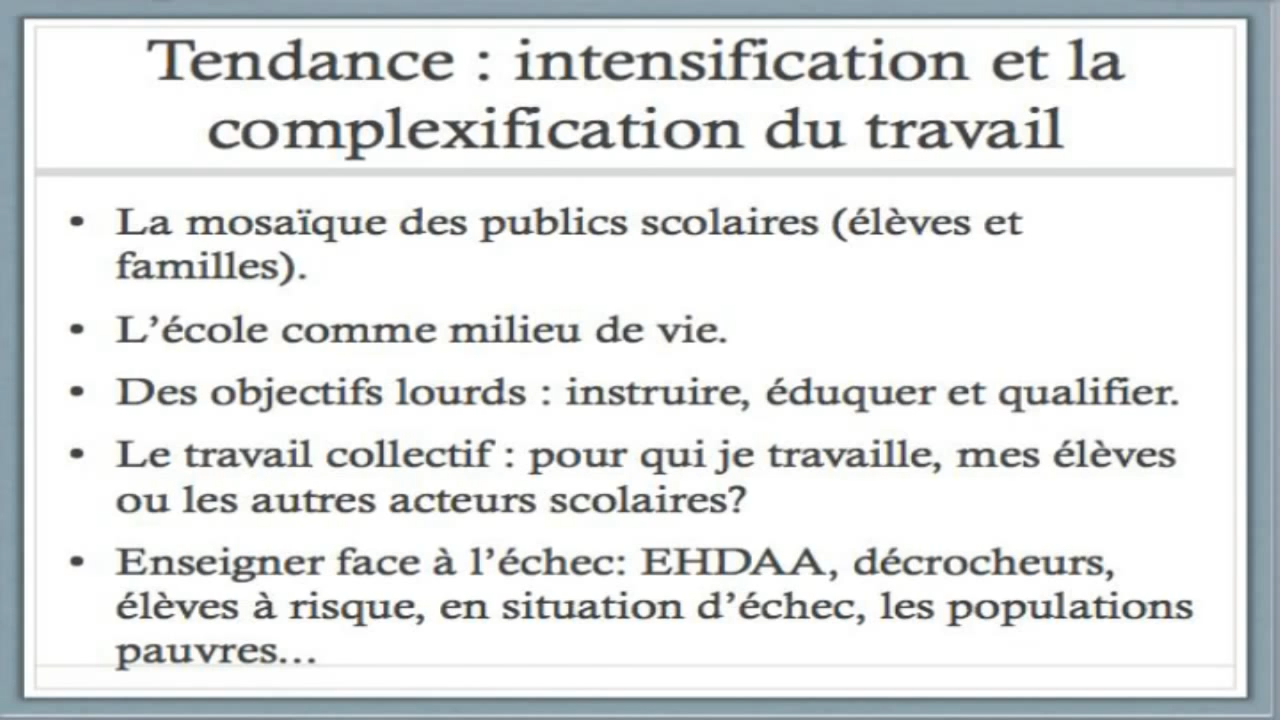 Tendance : intensification et la
complexification du travail
• La mosaïque des publics scolaires (élèves et
familles).
• L’école comme milieu de vie.
• Des objectifs lourds : instruire, éduquer et qualifier.
• Le travail collectif : pour qui je travaille, mes élèves
ou les autres acteurs scolaires?
• Enseigner face à l’échec: EHDAA, décrocheurs,
élèves à risque, en situation d’échec, les populations
pauvres…